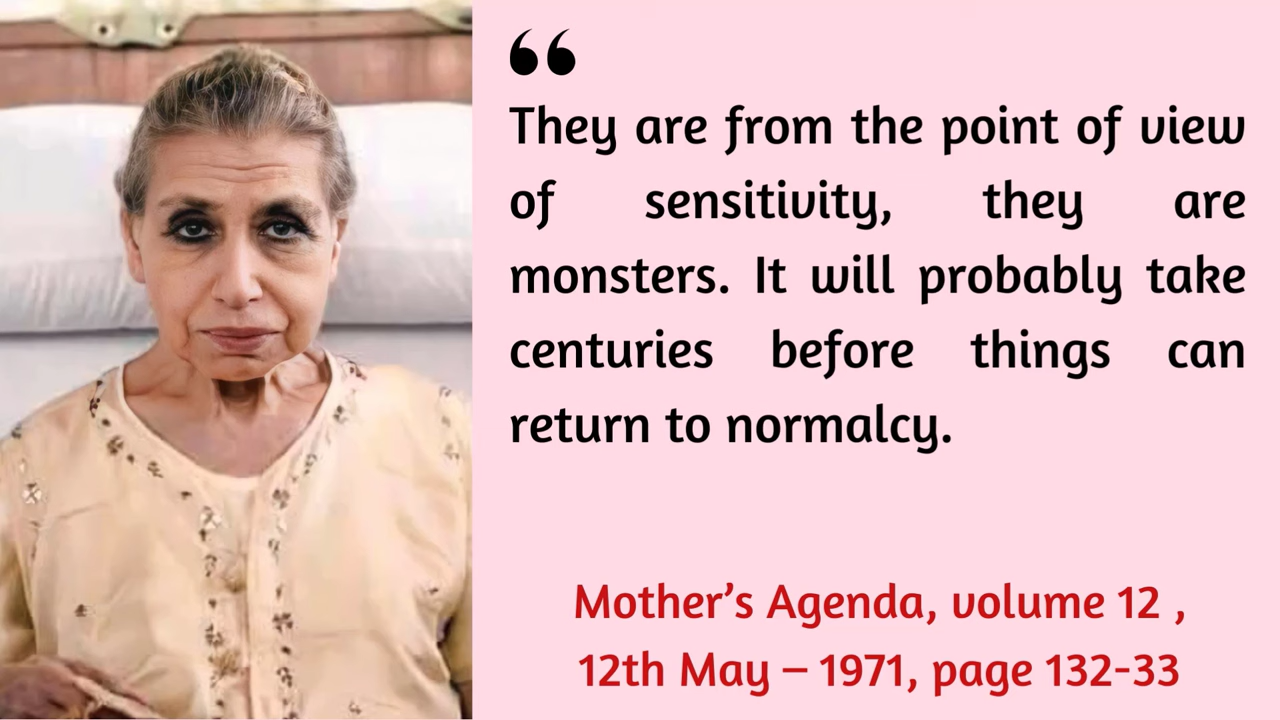 “
They are from the point of view
of sensitivity, they are
monsters. It will probably take
centuries before things can
return to normalcy.
Mother’s Agenda, volume 12 ,
12th May – 1971, page 132-33